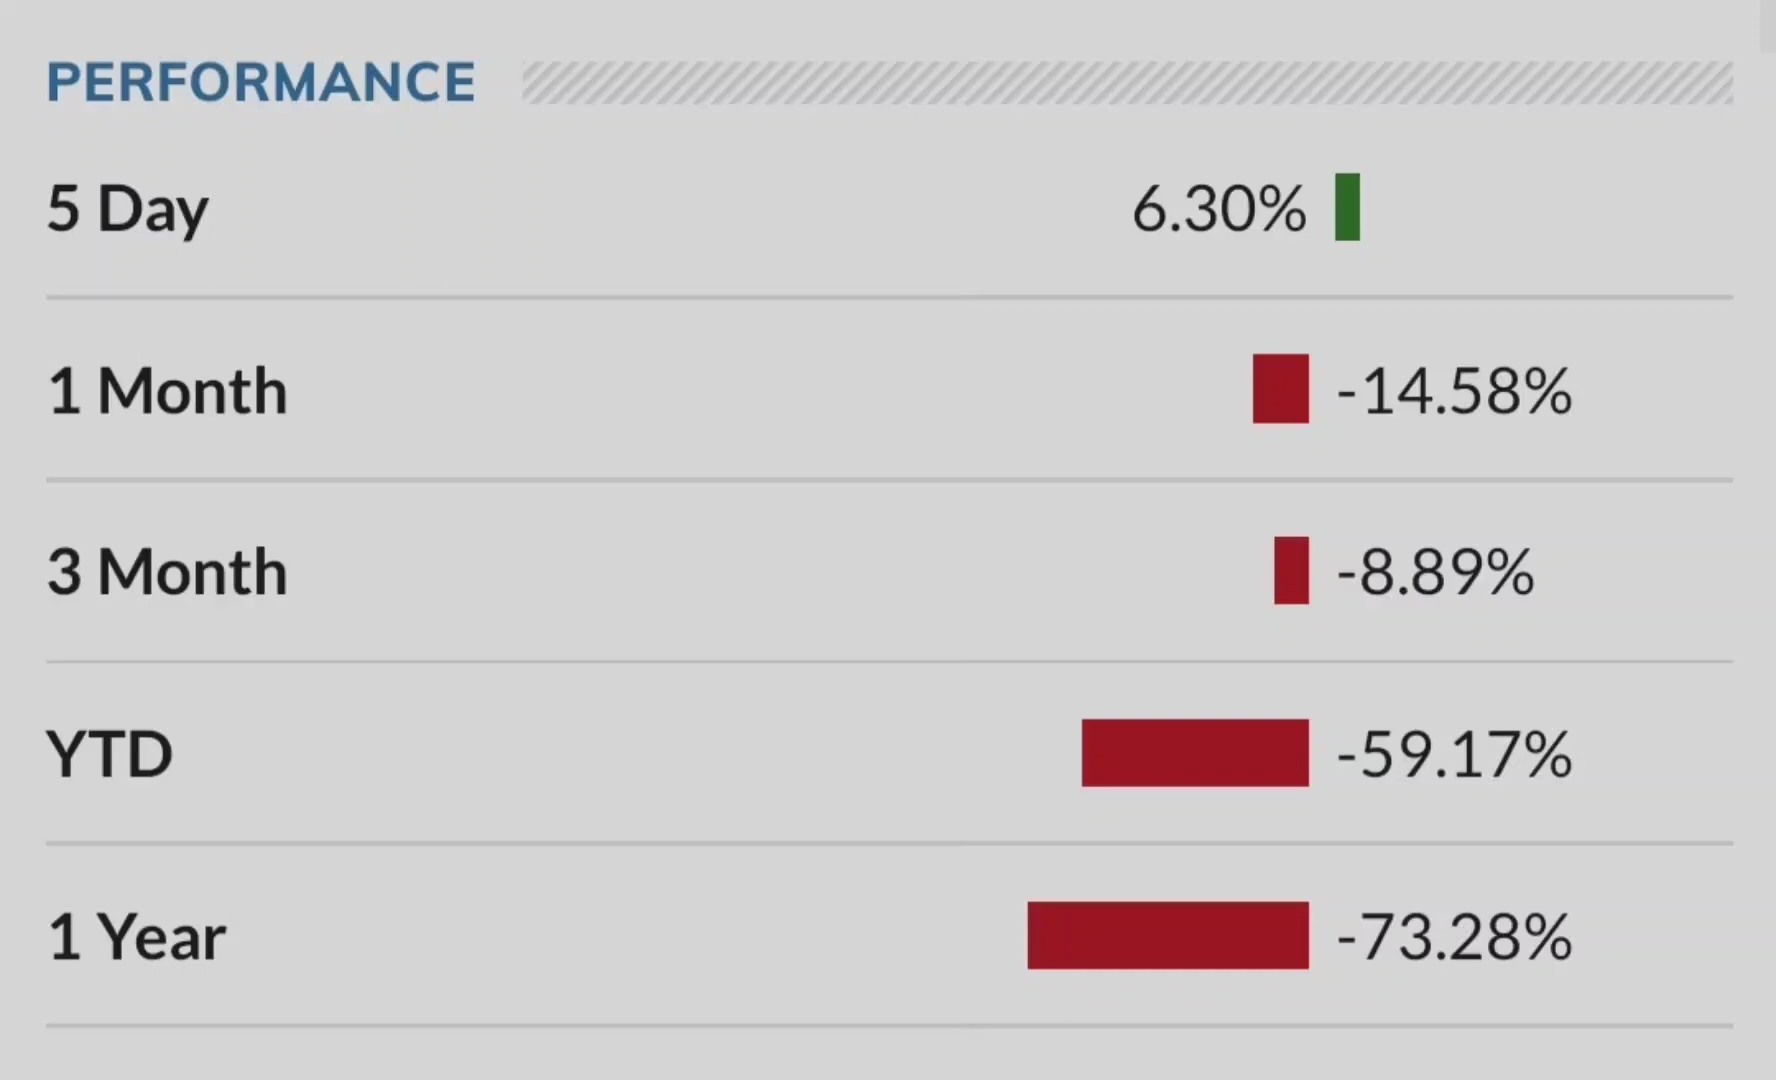 PERFORMANCE
5 Day 6.30%
1 Month -14.58%
3 Month -8.89%
YTD -59.17%
1 Year -73.28%